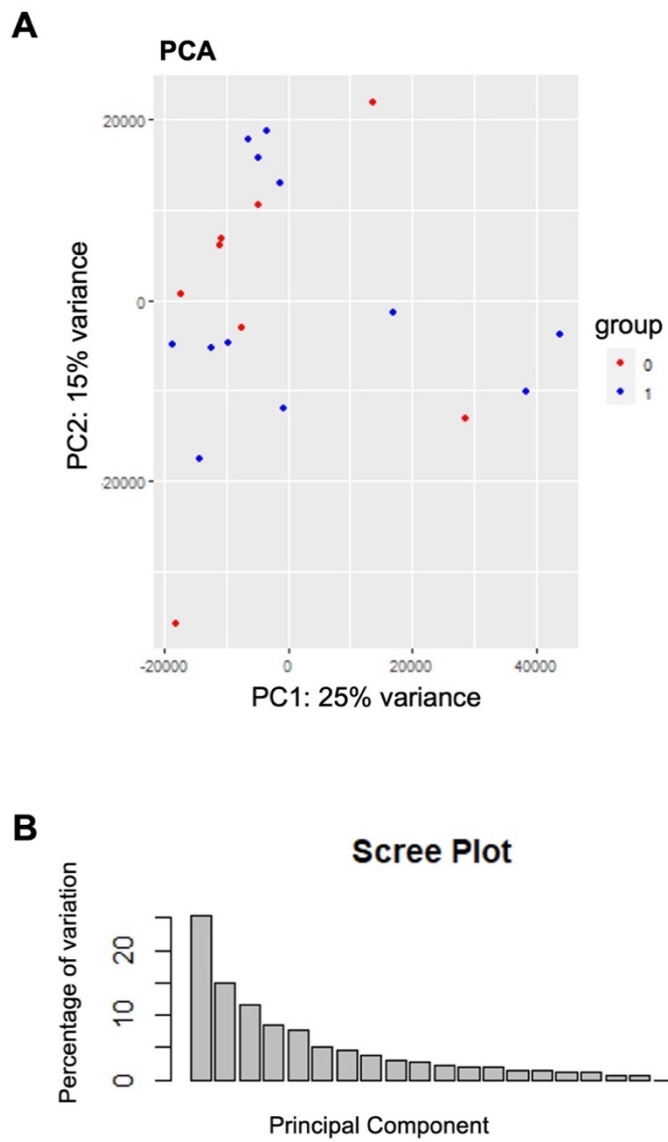 A
PCA
20000
0
-20000
PC2: 15% variance
-20000 0 20000 40000
PC1: 25% variance
group
0
1
B
Scree Plot
Percentage of variation
20
10
0
Principal Component